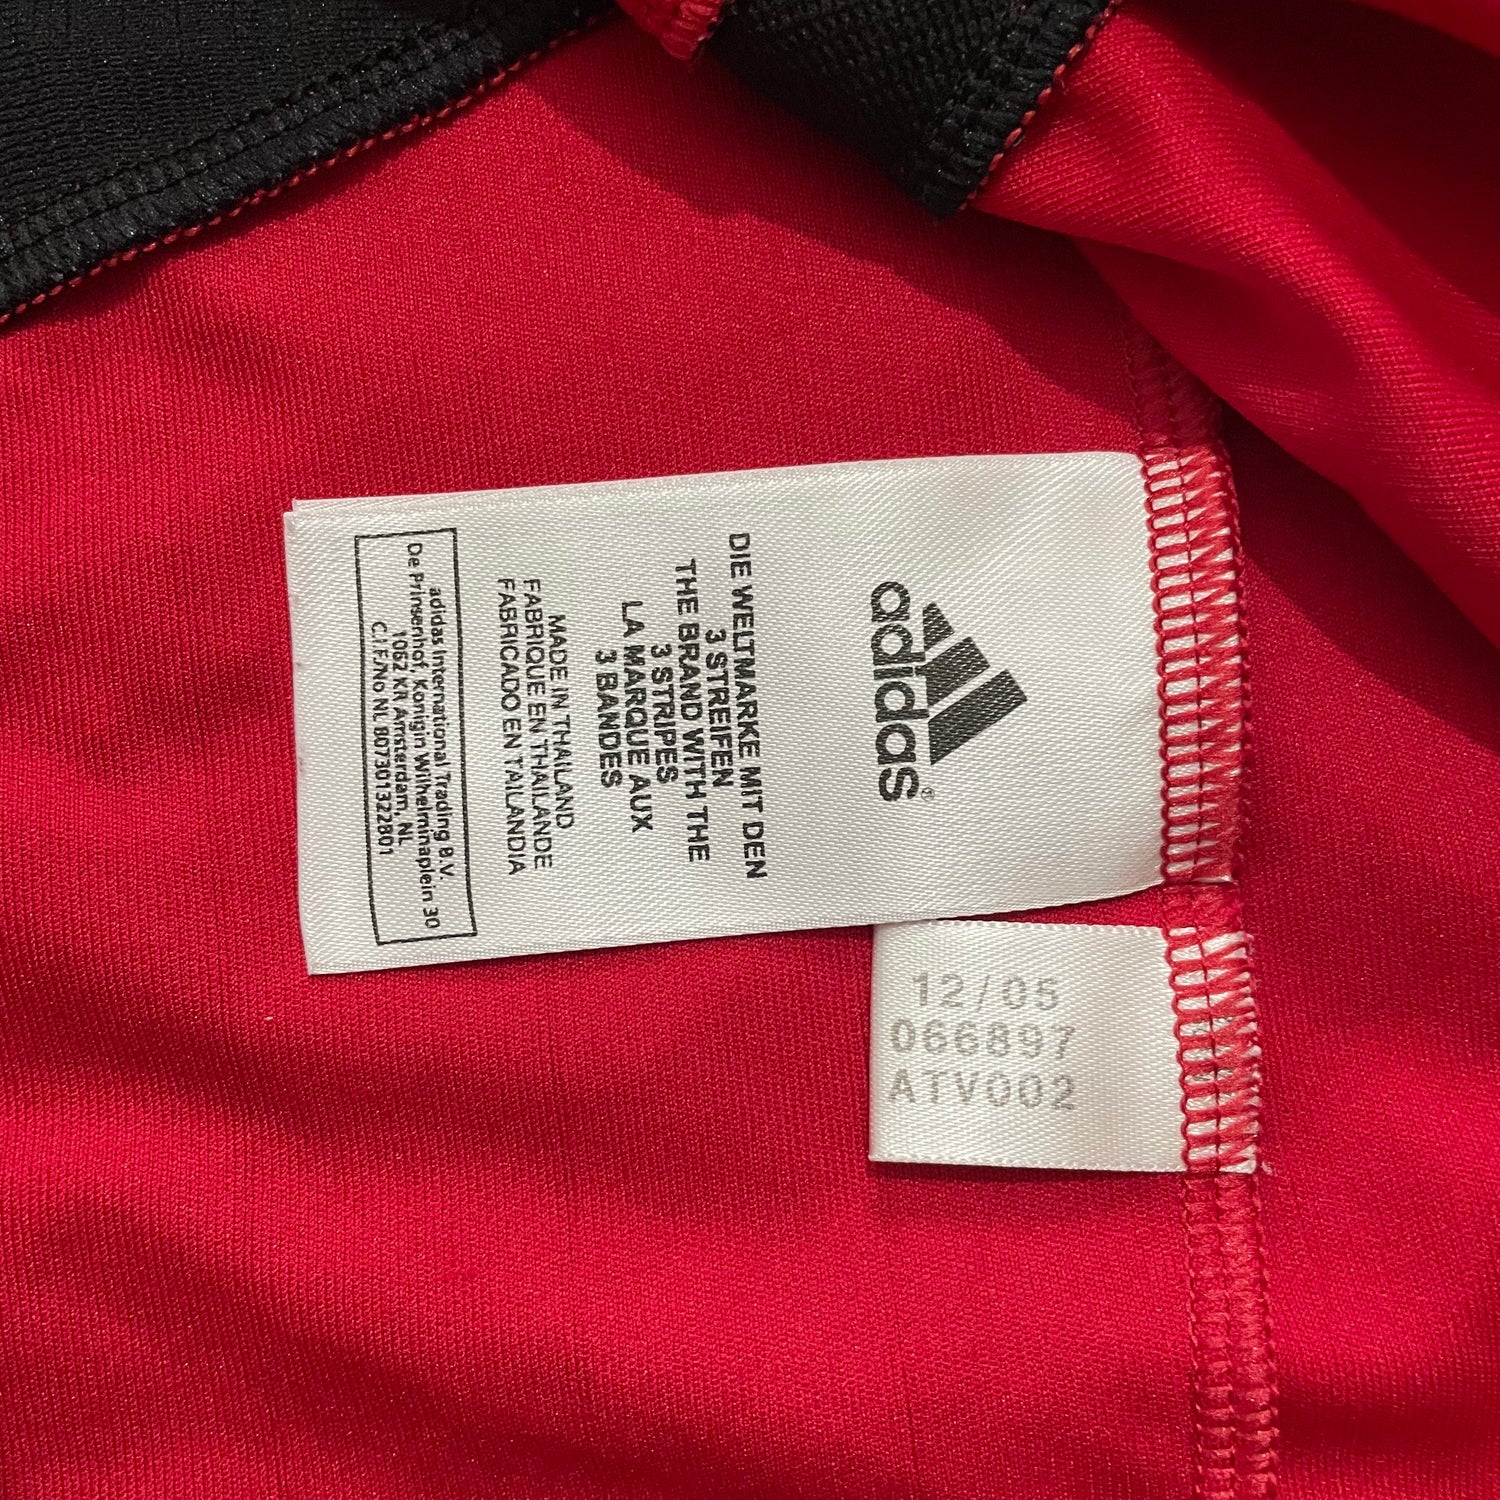 adidas
DIE WELTMARKE MIT DEN
3 STREIFEN
THE BRAND WITH THE
3 STRIPES
LA MARQUE AUX
3 BANDES
MADE IN THAILAND
FABRIQUE EN THAILANDE
FABRICADO EN TAILANDIA
adidas International Trading B.V.
De Prinsenhof, Konigin Wilhelminaplein 30
1062 KR Amsterdam, NL
C.I.F./No NL B07301322B01
12/05
066897
ATV002